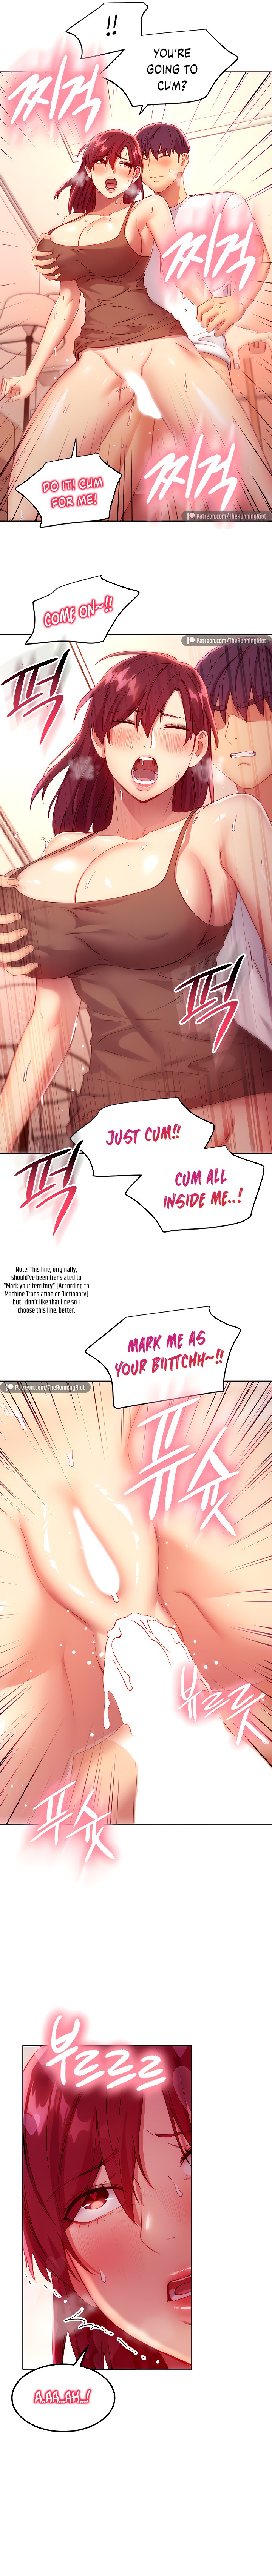 !!
YOU'RE
GOING TO
CUM?
찌걱
찌걱
찌걱
DO IT! CUM
FOR ME!
Patreon.com/TheRunningRiot
COME ON~!!
Patreon.com/TheRunningRiot
퍽
퍽
JUST CUM!!
CUM ALL
INSIDE ME..!
퍽
Note: This line, originally,
should've been translated to
"Mark your territory" (According to
Machine Translation or Dictionary)
but I don't like that line so I
choose this line, better.
MARK ME AS
YOUR BIITTCHH~!!
Patreon.com/TheRunningRiot
퓨슛
뷰르릇
퓨슛
부르르르
A..AA..AH...!